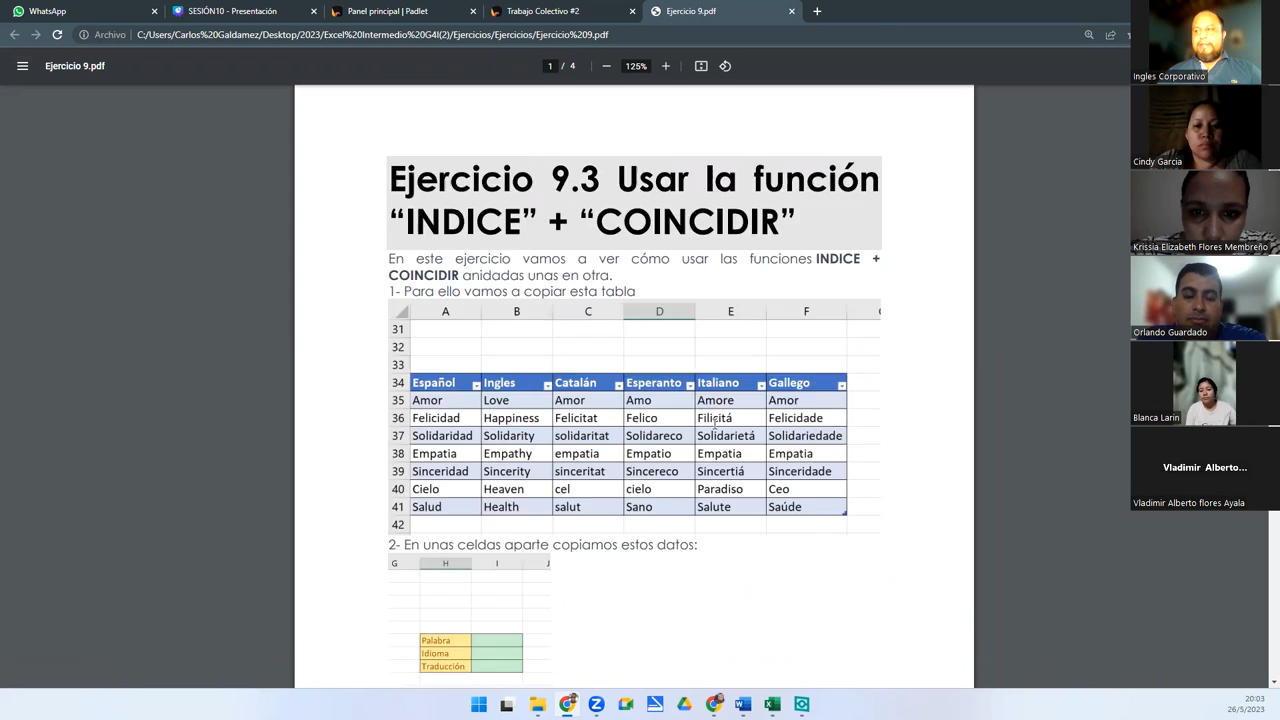 WhatsApp
SESIÓN10 - Presentación
Panel principal | Padlet
Trabajo Colectivo #2
Ejercicio 9.pdf
Archivo
C:/Users/Carlos%20Galdamez/Desktop/2023/Excel%20Intermedio%20G4I(2)/Ejercicios/Ejercicios/Ejercicio%209.pdf
Ejercicio 9.pdf
1 / 4
125%
Ejercicio 9.3 Usar la función
“INDICE” + “COINCIDIR”
En este ejercicio vamos a ver cómo usar las funciones INDICE +
COINCIDIR anidadas unas en otra.
1- Para ello vamos a copiar esta tabla
A B C D E F
31
32
33
34 Español Ingles Catalán Esperanto Italiano Gallego
35 Amor Love Amor Amo Amore Amor
36 Felicidad Happiness Felicitat Felico Filicitá Felicidade
37 Solidaridad Solidarity solidaritat Solidareco Solidarietá Solidariedade
38 Empatia Empathy empatia Empatio Empatia Empatia
39 Sinceridad Sincerity sinceritat Sincereco Sincertiá Sinceridade
40 Cielo Heaven cel cielo Paradiso Ceo
41 Salud Health salut Sano Salute Saúde
42
2- En unas celdas aparte copiamos estos datos:
G H I J
Palabra
Idioma
Traducción
Ingles Corporativo
Cindy Garcia
Krissia Elizabeth Flores Membreño
Orlando Guardado
Blanca Larin
Vladimir Alberto...
Vladimir Alberto flores Ayala
20:03
26/5/2023